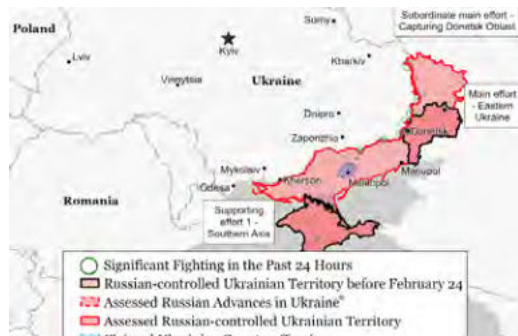 Sumy
Subordinate main effort -
Capturing Donetsk Oblast
Poland
Kyiv
Lviv
Kharkiv
Vinnytsia
Ukraine
Main effort
- Eastern
Ukraine
Dnipro
Donetsk
Zaporizhia
Mykolaiv
Mariupol
Kherson
Melitopol
Odesa
Romania
Supporting
effort 1 -
Southern Asia
Significant Fighting in the Past 24 Hours
Russian-controlled Ukrainian Territory before February 24
Assessed Russian Advances in Ukraine*
Assessed Russian-controlled Ukrainian Territory